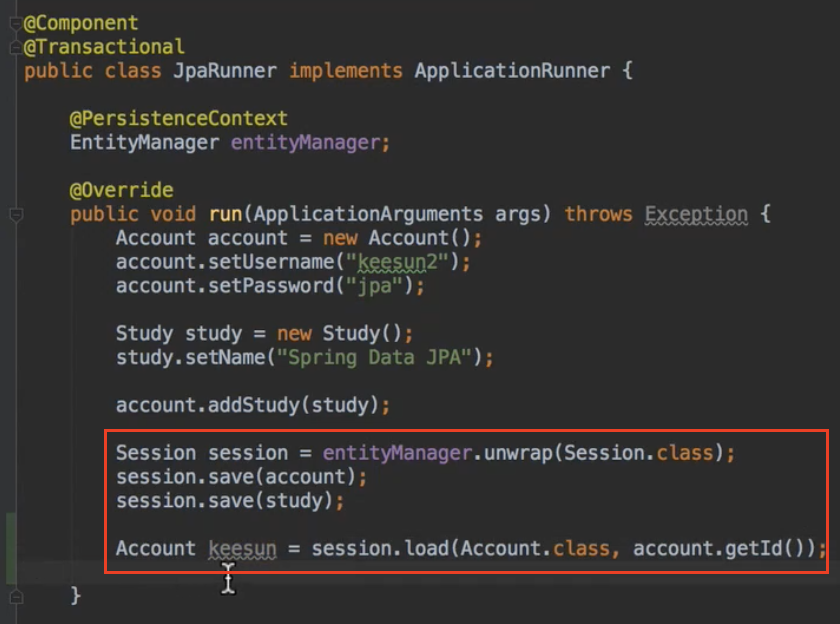 @Component
@Transactional
public class JpaRunner implements ApplicationRunner {
@PersistenceContext
EntityManager entityManager;
@Override
public void run(ApplicationArguments args) throws Exception {
Account account = new Account();
account.setUsername("keesun2");
account.setPassword("jpa");
Study study = new Study();
study.setName("Spring Data JPA");
account.addStudy(study);
Session session = entityManager.unwrap(Session.class);
session.save(account);
session.save(study);
Account keesun = session.load(Account.class, account.getId());
}